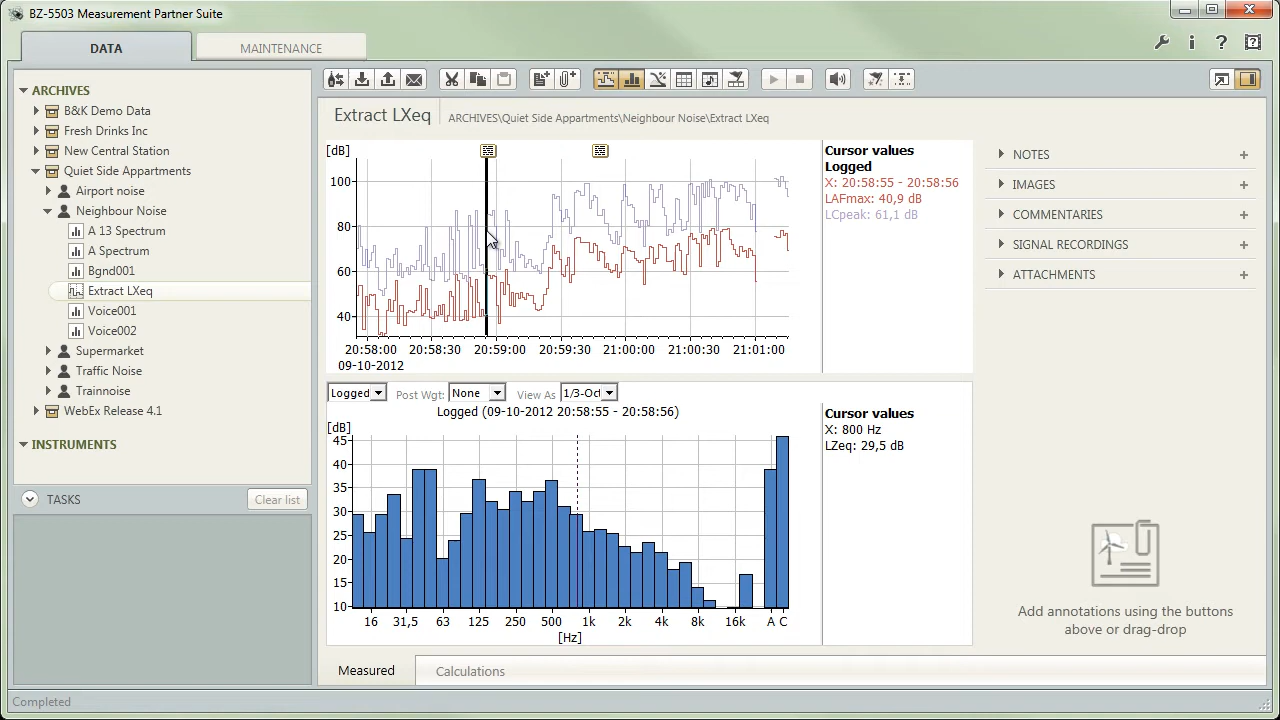 BZ-5503 Measurement Partner Suite
DATA
MAINTENANCE
ARCHIVES
B&K Demo Data
Fresh Drinks Inc
New Central Station
Quiet Side Appartments
Airport noise
Neighbour Noise
A 13 Spectrum
A Spectrum
Bgnd001
Extract LXeq
Voice001
Voice002
Supermarket
Traffic Noise
Trainnoise
WebEx Release 4.1
INSTRUMENTS
TASKS
Clear list
Extract LXeq
ARCHIVES\Quiet Side Appartments\Neighbour Noise\Extract LXeq
[dB]
100
80
60
40
20:58:00 20:58:30 20:59:00 20:59:30 21:00:00 21:00:30 21:01:00
09-10-2012
Cursor values
Logged
X: 20:58:55 - 20:58:56
LAFmax: 40,9 dB
LCpeak: 61,1 dB
Logged
Post Wgt:
None
View As
1/3-Oct
Logged (09-10-2012 20:58:55 - 20:58:56)
[dB]
45
40
35
30
25
20
15
10
16 31,5 63 125 250 500 1k 2k 4k 8k 16k A C
[Hz]
Cursor values
X: 800 Hz
LZeq: 29,5 dB
Measured
Calculations
NOTES
IMAGES
COMMENTARIES
SIGNAL RECORDINGS
ATTACHMENTS
Add annotations using the buttons
above or drag-drop
Completed